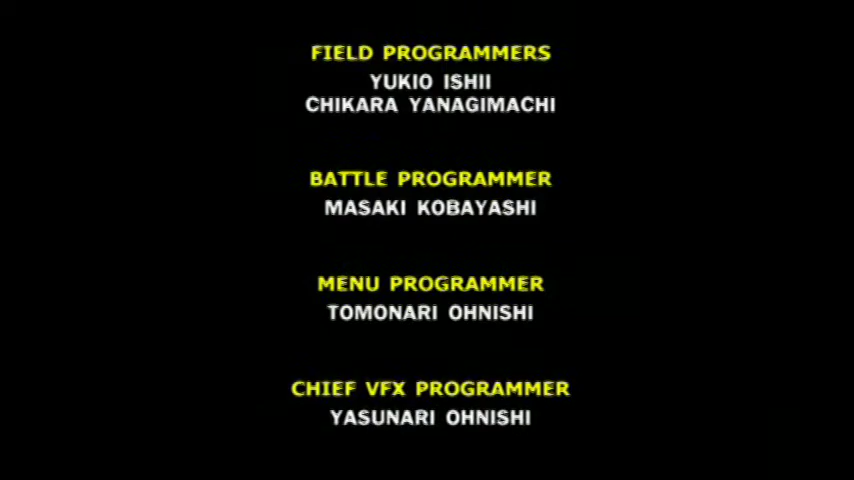 FIELD PROGRAMMERS
YUKIO ISHII
CHIKARA YANAGIMACHI
BATTLE PROGRAMMER
MASAKI KOBAYASHI
MENU PROGRAMMER
TOMONARI OHNISHI
CHIEF VFX PROGRAMMER
YASUNARI OHNISHI